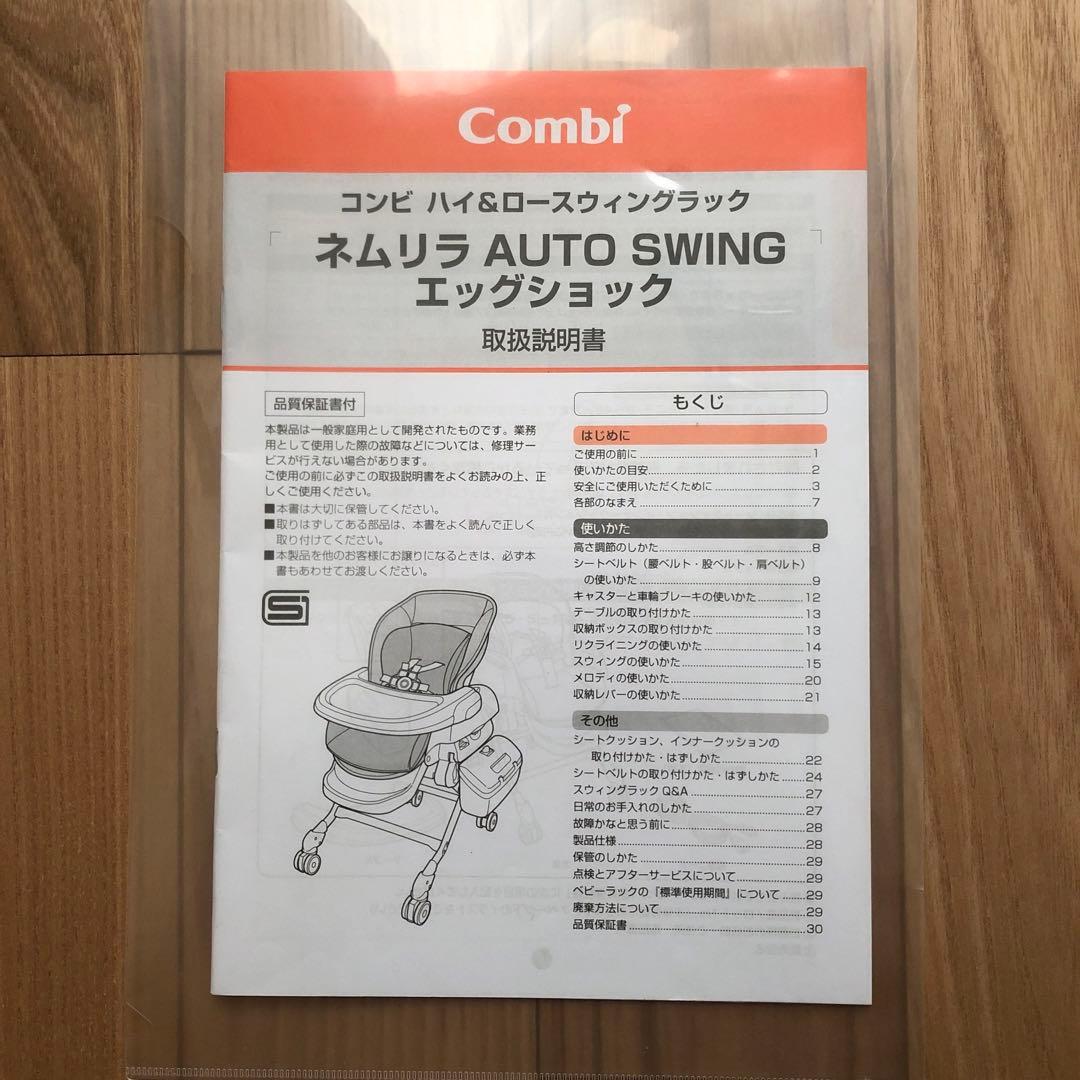 Combi
コンビ ハイ&ロースウィングラック
ネムリラ AUTO SWING
エッグショック
取扱説明書
品質保証書付
本製品は一般家庭用として開発されたものです。業務
用として使用した際の故障などについては、修理サー
ビスが行えない場合があります。
ご使用の前に必ずこの取扱説明書をよくお読みの上、正
しくご使用ください。
■本書は大切に保管してください。
■取りはずしてある部品は、本書をよく読んで正しく
取り付けてください。
■本製品を他のお客様にお譲りになるときは、必ず本
書もあわせてお渡しください。
もくじ
はじめに
ご使用の前に 1
使いかたの目安 2
安全にご使用いただくために 3
各部のなまえ 7
使いかた
高さ調節のしかた 8
シートベルト（腰ベルト・股ベルト・肩ベルト）
の使いかた 9
キャスターと車輪ブレーキの使いかた 12
テーブルの取り付けかた 13
収納ボックスの取り付けかた 13
リクライニングの使いかた 14
スウィングの使いかた 15
メロディの使いかた 20
収納レバーの使いかた 21
その他
シートクッション、インナークッションの
取り付けかた・はずしかた 22
シートベルトの取り付けかた・はずしかた 24
スウィングラック Q&A 27
日常のお手入れのしかた 27
故障かなと思う前に 28
製品仕様 28
保管のしかた 29
点検とアフターサービスについて 29
ベビーラックの『標準使用期間』について 29
廃棄方法について 29
品質保証書 30